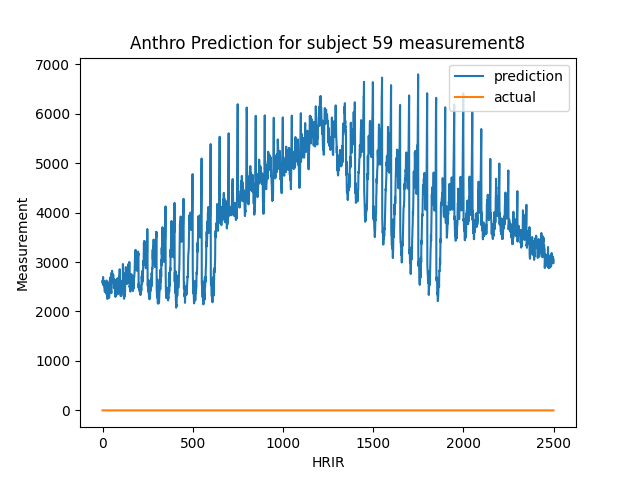 Anthro Prediction for subject 59 measurement8
prediction
actual
7000
6000
5000
4000
3000
2000
1000
0
Measurement
0
500
1000
1500
2000
2500
HRIR